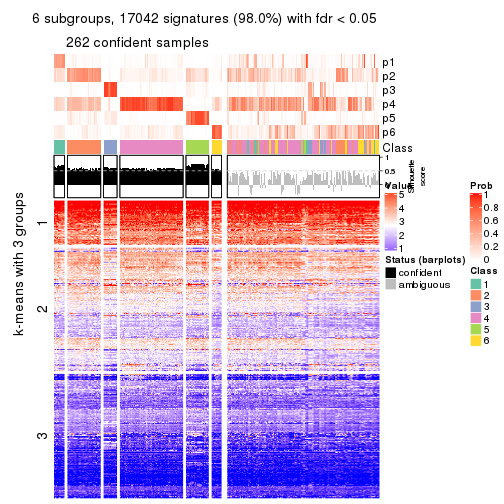 6 subgroups, 17042 signatures (98.0%) with fdr < 0.05
262 confident samples
p1
p2
p3
p4
p5
p6
Class
1
0.5
0
Silhouette
score
k-means with 3 groups
1
2
3
Value
5
4
3
2
1
Status (barplots)
confident
ambiguous
Prob
1
0.8
0.6
0.4
0.2
0
Class
1
2
3
4
5
6